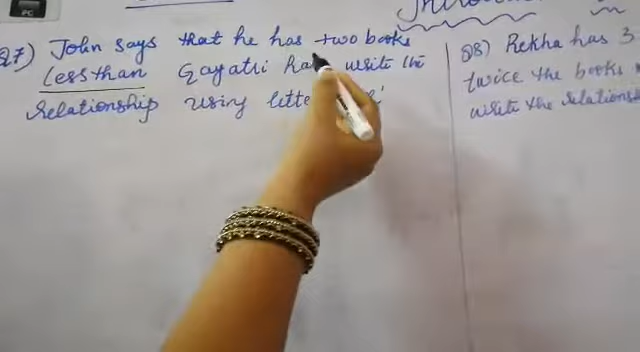 Q7) John says that he has two books
less than Gayatri has write the
relationship using lette
Q8) Rekha has 3
twice the books
write the relations